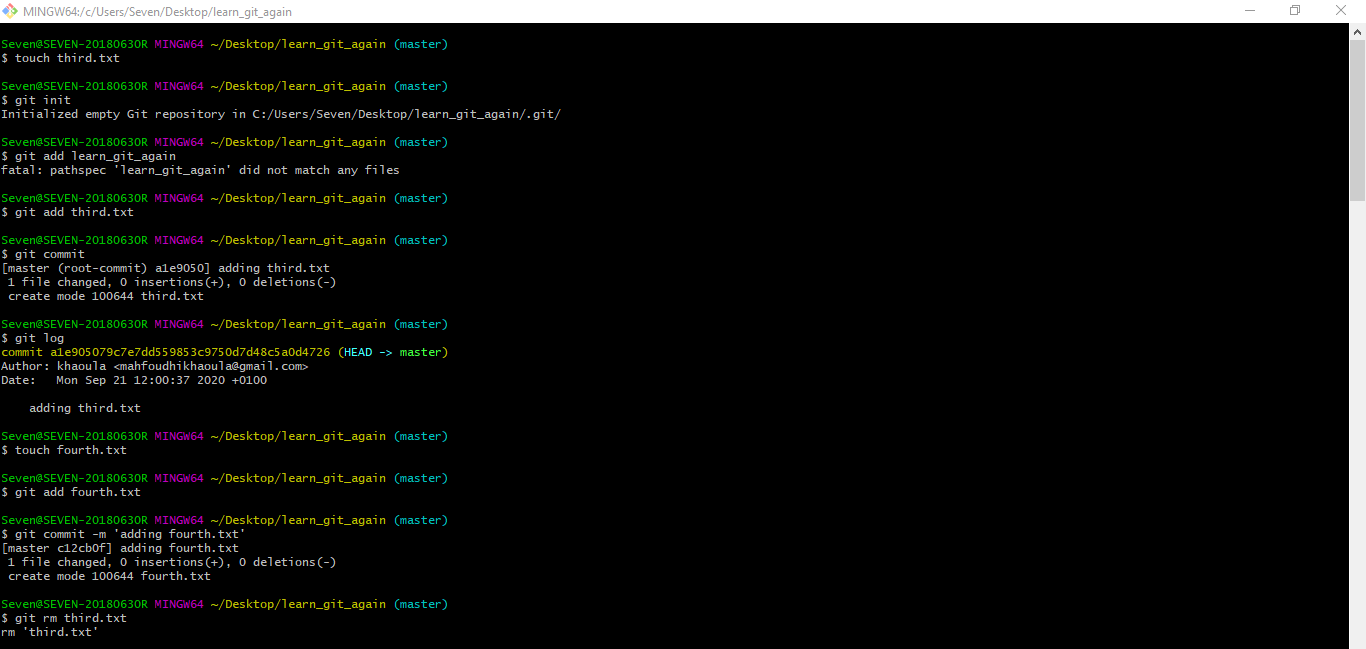 MINGW64:/c/Users/Seven/Desktop/learn_git_again
Seven@SEVEN-20180630R MINGW64 ~/Desktop/learn_git_again (master)
$ touch third.txt
Seven@SEVEN-20180630R MINGW64 ~/Desktop/learn_git_again (master)
$ git init
Initialized empty Git repository in C:/Users/Seven/Desktop/learn_git_again/.git/
Seven@SEVEN-20180630R MINGW64 ~/Desktop/learn_git_again (master)
$ git add learn_git_again
fatal: pathspec 'learn_git_again' did not match any files
Seven@SEVEN-20180630R MINGW64 ~/Desktop/learn_git_again (master)
$ git add third.txt
Seven@SEVEN-20180630R MINGW64 ~/Desktop/learn_git_again (master)
$ git commit
[master (root-commit) a1e9050] adding third.txt
 1 file changed, 0 insertions(+), 0 deletions(-)
 create mode 100644 third.txt
Seven@SEVEN-20180630R MINGW64 ~/Desktop/learn_git_again (master)
$ git log
commit a1e905079c7e7dd559853c9750d7d48c5a0d4726 (HEAD -> master)
Author: khaoula <mahfoudhikhaoula@gmail.com>
Date:   Mon Sep 21 12:00:37 2020 +0100
    adding third.txt
Seven@SEVEN-20180630R MINGW64 ~/Desktop/learn_git_again (master)
$ touch fourth.txt
Seven@SEVEN-20180630R MINGW64 ~/Desktop/learn_git_again (master)
$ git add fourth.txt
Seven@SEVEN-20180630R MINGW64 ~/Desktop/learn_git_again (master)
$ git commit -m 'adding fourth.txt'
[master c12cb0f] adding fourth.txt
 1 file changed, 0 insertions(+), 0 deletions(-)
 create mode 100644 fourth.txt
Seven@SEVEN-20180630R MINGW64 ~/Desktop/learn_git_again (master)
$ git rm third.txt
rm 'third.txt'